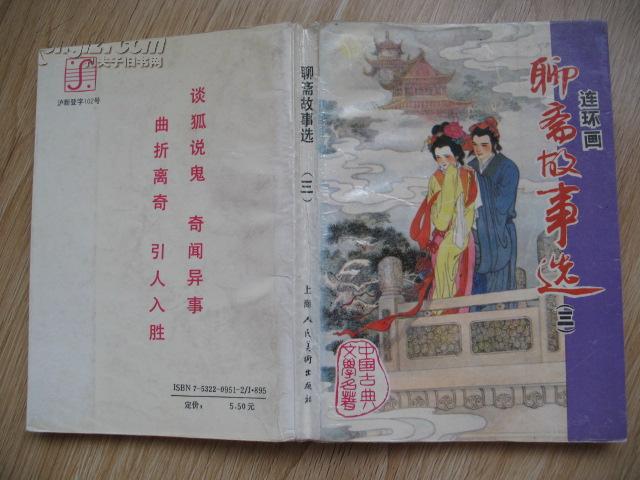 夫子旧书网
沪新登字102号
谈狐说鬼 奇闻异事
曲折离奇 引人入胜
ISBN 7-5322-0951-2/I·895
定价: 5.50元
聊斋故事选 (三)
上海人民美术出版社
连环画
聊斋故事选(三)
中国古典
文学名著